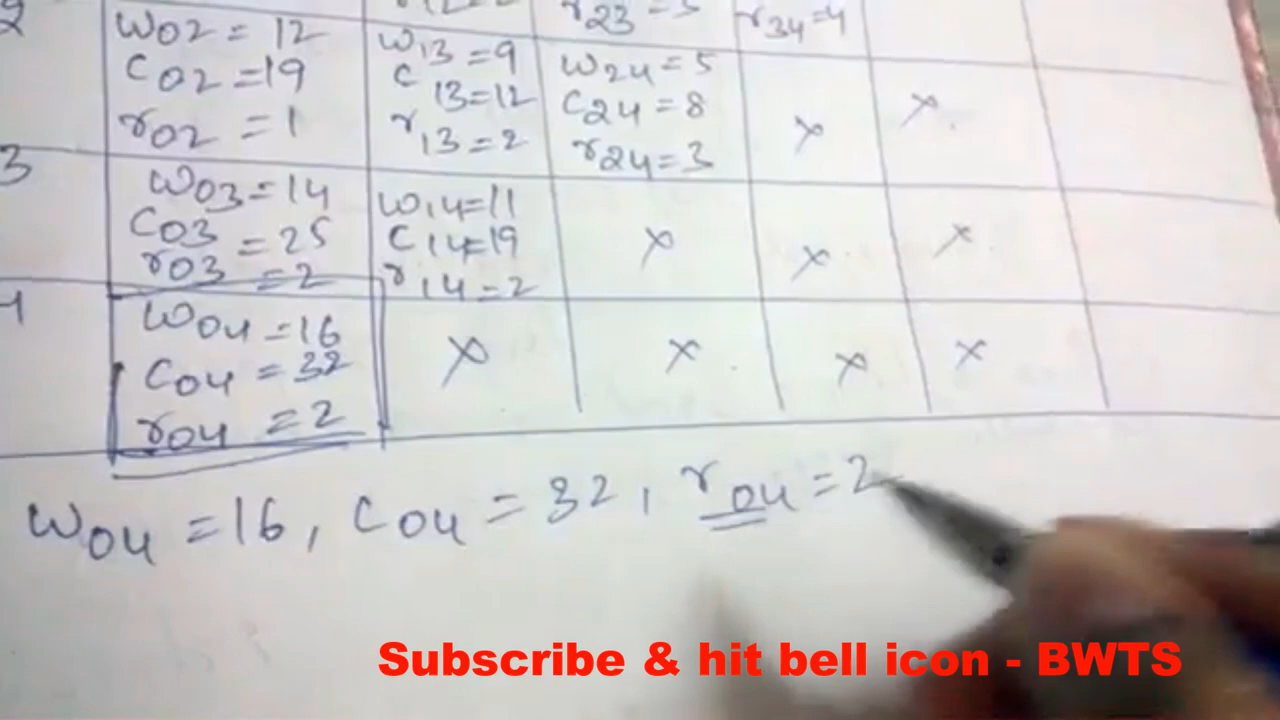 r23 = 3
r34=4
2
w02 = 12
w13 = 9
w24 = 5
c02 = 19
c13=12
c24 = 8
r02 = 1
r13=2
r24=3
3
w03=14
w14=11
c03 = 25
c14=19
r03 = 2
r14=2
4
w04 = 16
c04 = 32
r04 = 2
w04 = 16, c04 = 32, r04 = 2
Subscribe & hit bell icon - BWTS